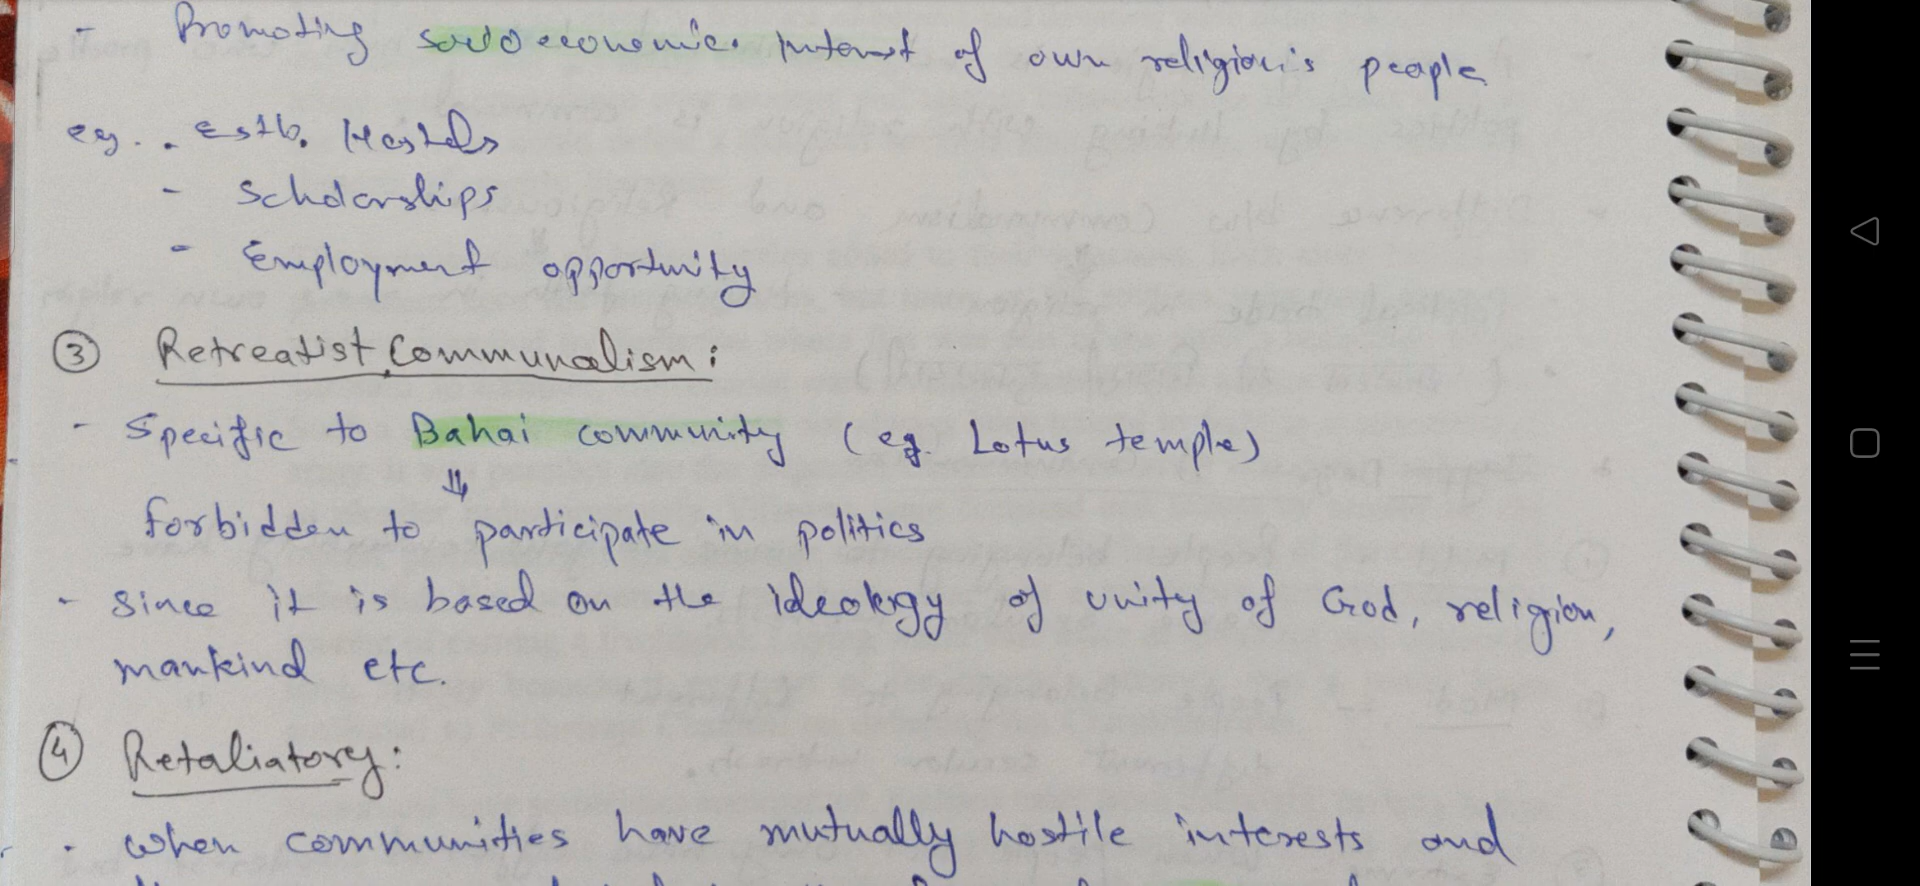 - Promoting socioeconomic interest of own religion's people
eg. . Estb. Hostels
- Scholarships
- Employment opportunity
③ Retreatist Communalism:
- Specific to Bahai community (eg. Lotus temple)
⇓
forbidden to participate in politics
- Since it is based on the ideology of unity of God, religion,
mankind etc.
④ Retaliatory:
. when communities have mutually hostile interests and